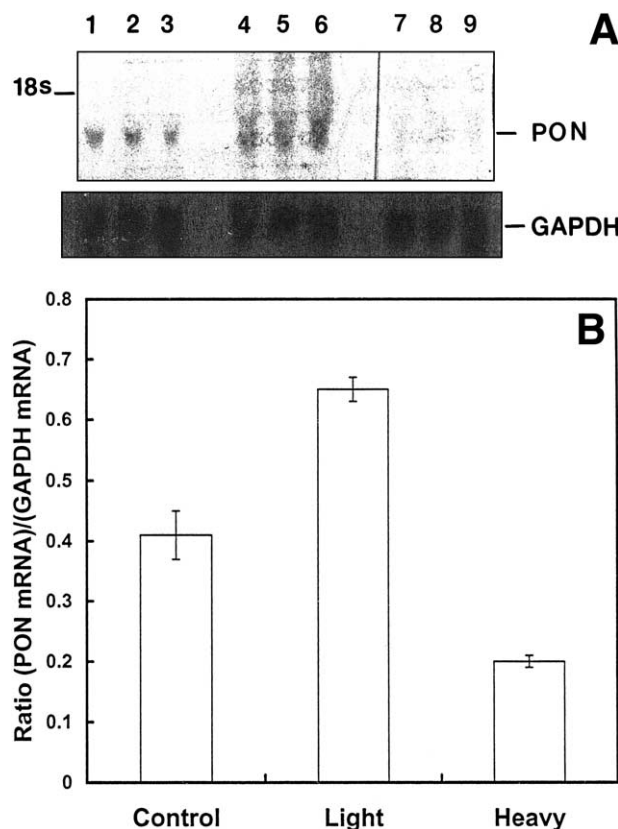 1 2 3 4 5 6 7 8 9 A
18s
PON
GAPDH
B
Ratio (PON mRNA)/(GAPDH mRNA)
0.8
0.7
0.6
0.5
0.4
0.3
0.2
0.1
0
Control Light Heavy